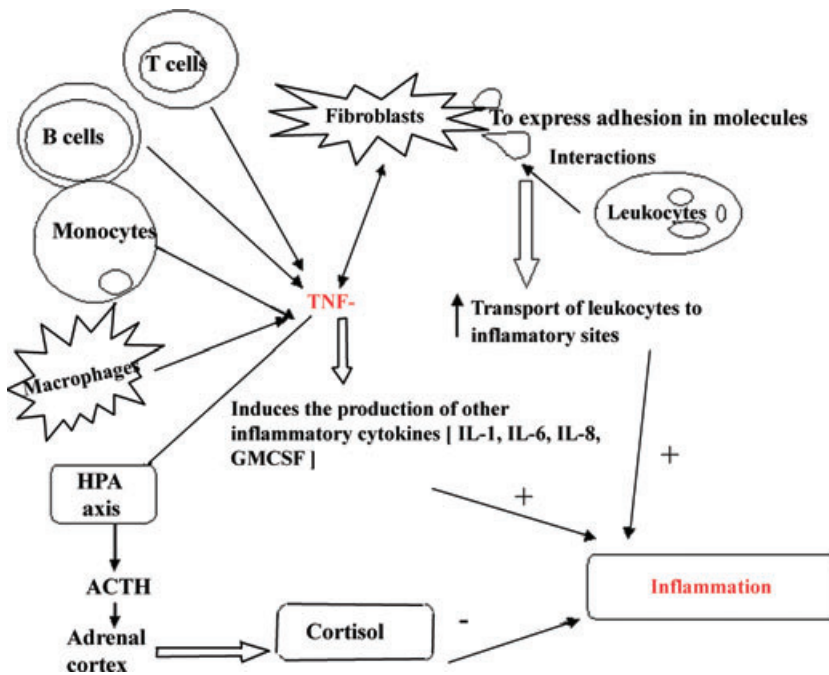 T cells
B cells
Monocytes
Macrophages
Fibroblasts
To express adhesion in molecules
Interactions
Leukocytes
TNF-
Transport of leukocytes to
inflamatory sites
Induces the production of other
inflammatory cytokines [ IL-1, IL-6, IL-8,
GMCSF ]
+
+
HPA
axis
ACTH
Adrenal
cortex
Cortisol
-
Inflammation